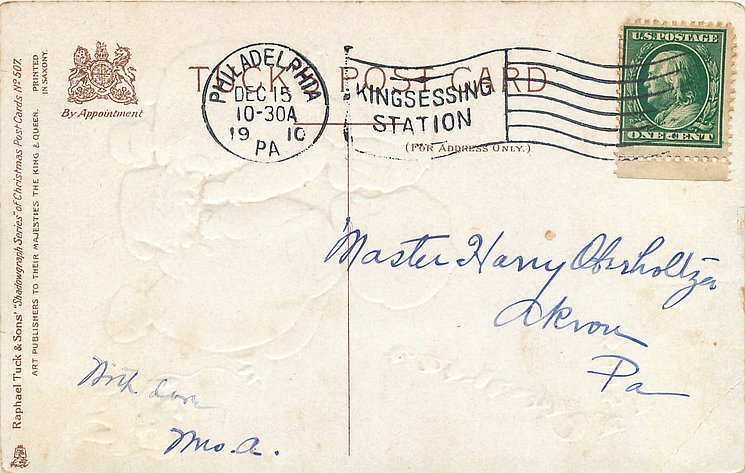 Raphael Tuck & Sons' "Shadowgraph Series" of Christmas Post Cards Nº 507.
ART PUBLISHERS TO THEIR MAJESTIES THE KING & QUEEN.
PRINTED
IN SAXONY.
By Appointment
TUCK POST CARD
(FOR ADDRESS ONLY.)
PHILADELPHIA
DEC 15
10-30A
1910
PA
KINGSESSING
STATION
U.S. POSTAGE
ONE CENT
Master Harry Oberholtzer
Akron
Pa
With Love
Mrs. A.